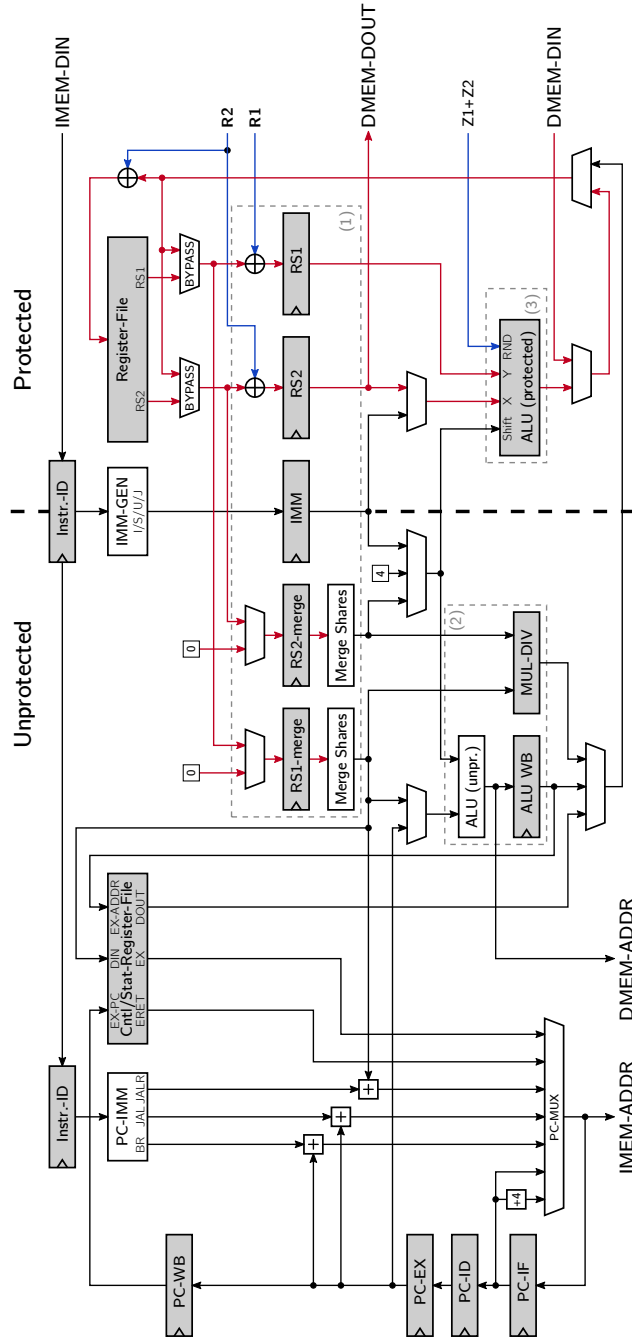 Unprotected
Protected
IMEM-DIN
R2
R1
DMEM-DOUT
Z1+Z2
DMEM-DIN
DMEM-ADDR
IMEM-ADDR
Instr.-ID
Instr.-ID
PC-IMM
BR JAL JALR
EX-PC DIN EX-ADDR
Cntl/Stat-Register-File
ERET EX DOUT
IMM-GEN
I/S/U/J
Register-File
RS2 RS1
BYPASS
BYPASS
0
0
RS1-merge
Merge Shares
RS2-merge
Merge Shares
IMM
RS2
RS1
(1)
4
ALU (unpr.)
ALU WB
MUL-DIV
(2)
Shift X Y RND
ALU (protected)
(3)
PC-WB
PC-EX
PC-ID
PC-IF
+
+
+
+4
PC-MUX